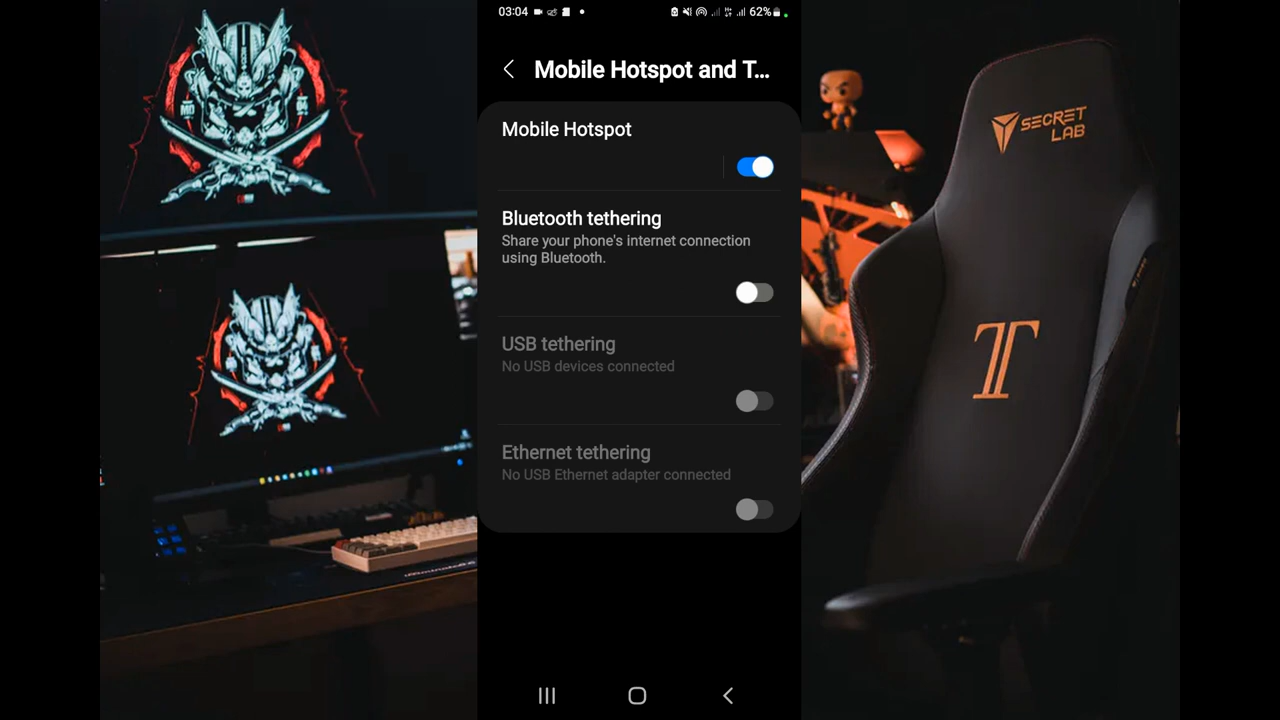 03:04
62%
Mobile Hotspot and T...
Mobile Hotspot
Bluetooth tethering
Share your phone's internet connection
using Bluetooth.
USB tethering
No USB devices connected
Ethernet tethering
No USB Ethernet adapter connected
SECRET
LAB
T